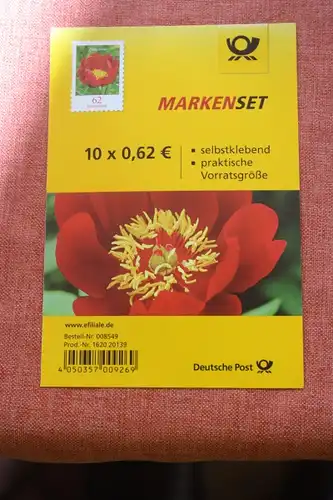 62
MARKENSET
10 x 0,62 €
▪ selbstklebend
▪ praktische
Vorratsgröße
www.efiliale.de
Bestell-Nr. 008549
Prod.-Nr. 1620 20139
4 050357 009269
Deutsche Post